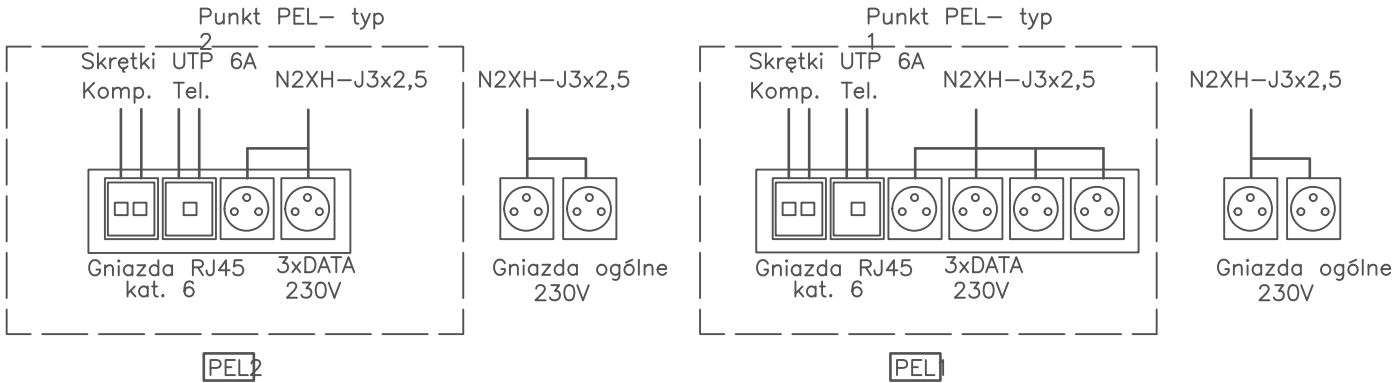 Punkt PEL– typ
2
Skrętki UTP 6A
Komp. Tel.
N2XH–J3x2,5
Gniazda RJ45
kat. 6
3xDATA
230V
PEL2
N2XH–J3x2,5
Gniazda ogólne
230V
Punkt PEL– typ
1
Skrętki UTP 6A
Komp. Tel.
N2XH–J3x2,5
Gniazda RJ45
kat. 6
3xDATA
230V
PEL1
N2XH–J3x2,5
Gniazda ogólne
230V